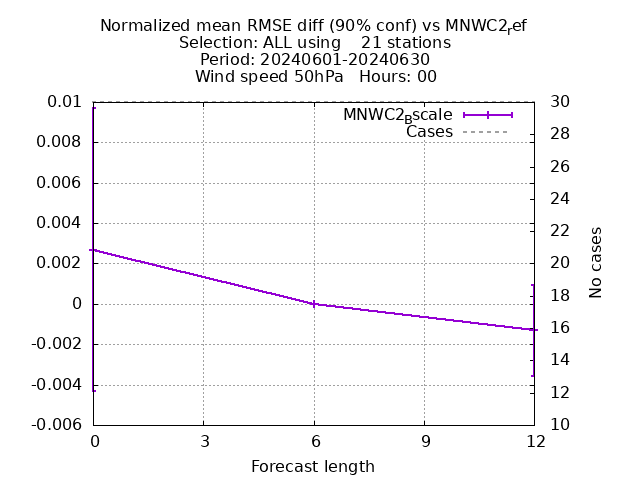 Normalized mean RMSE diff (90% conf) vs MNWC2ref
Selection: ALL using    21 stations
Period: 20240601-20240630
Wind speed 50hPa   Hours: 00
0.01
0.008
0.006
0.004
0.002
0
-0.002
-0.004
-0.006
MNWC2Bscale
Cases
30
28
26
24
22
20
18
16
14
12
10
No cases
0 3 6 9 12
Forecast length